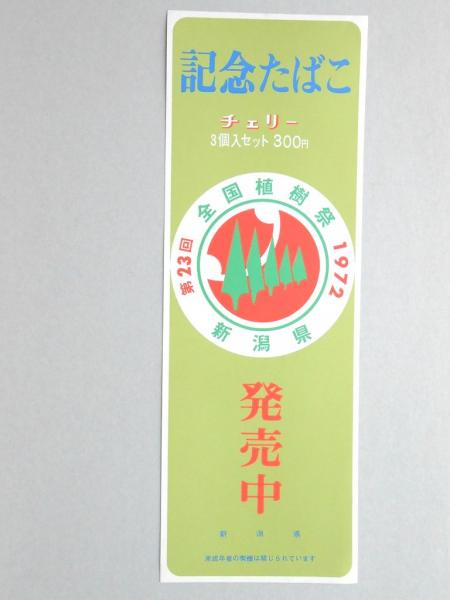 記念たばこ
チェリー
3個入セット 300円
第23回 全国植樹祭 1972
新潟県
発売中
新潟県
未成年者の喫煙は禁じられています